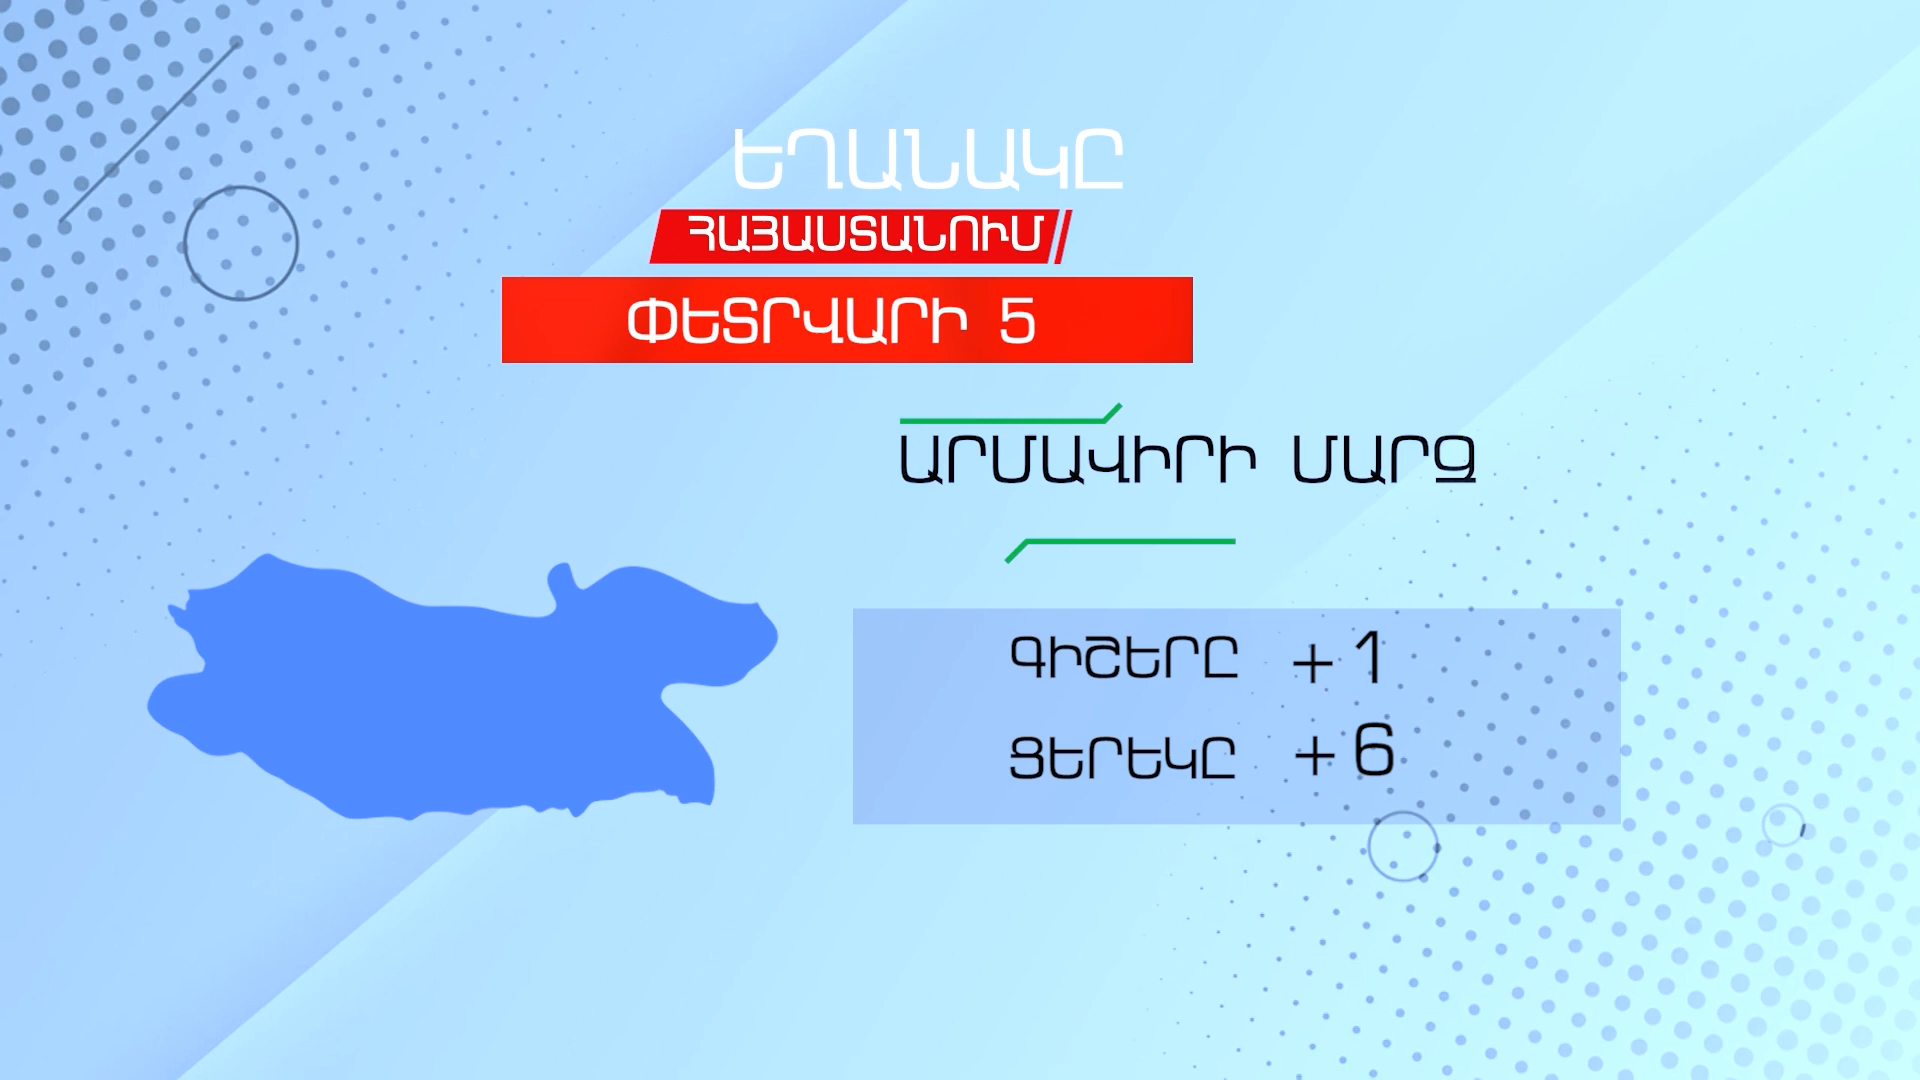 ԵՂԱՆԱԿԸ
ՀԱՅԱՍՏԱՆՈՒՄ
ՓԵՏՐՎԱՐԻ 5
ԱՐՄԱՎԻՐԻ ՄԱՐԶ
ԳԻՇԵՐԸ +1
ՑԵՐԵԿԸ +6